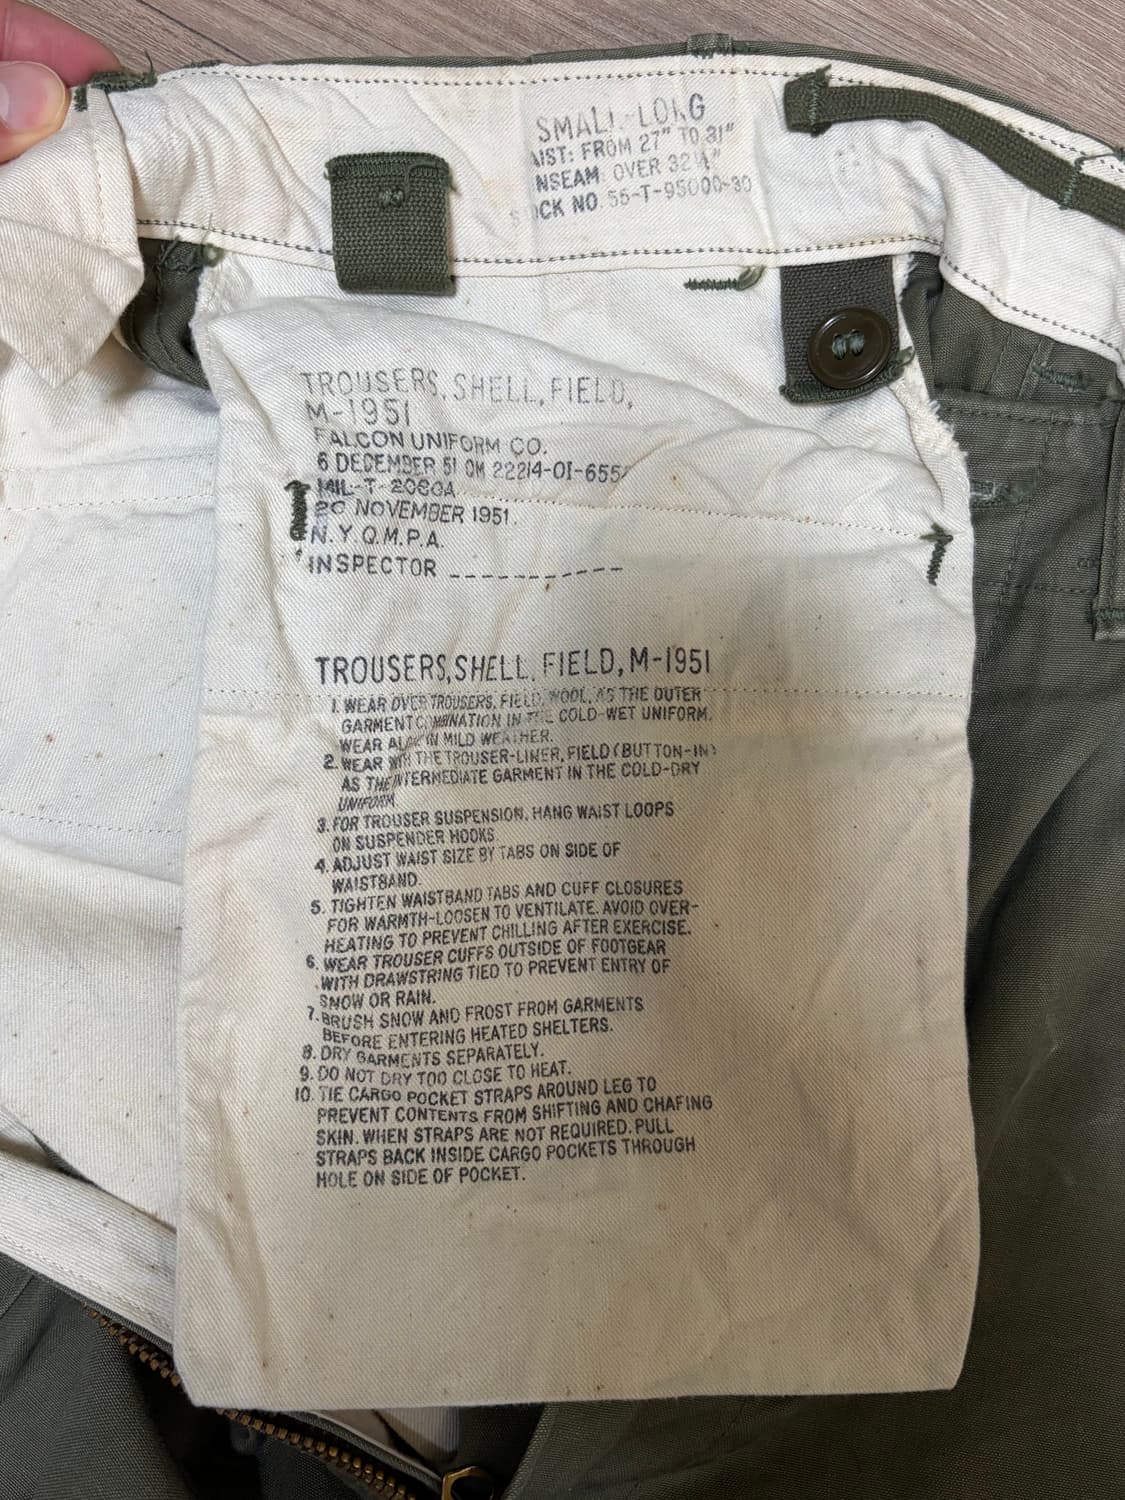 SMALL-LONG
AIST: FROM 27" TO 31"
NSEAM: OVER 32¼"
OCK NO. 55-T-95000-30
TROUSERS, SHELL, FIELD,
M-1951
FALCON UNIFORM CO.
6 DECEMBER 51 OM 22214-OI-655
MIL-T-2080A
20 NOVEMBER 1951.
N.Y.Q.M.P.A.
INSPECTOR
TROUSERS, SHELL, FIELD, M-1951
1. WEAR OVER TROUSERS, FIELD, WOOL, AS THE OUTER
GARMENT COMBINATION IN THE COLD-WET UNIFORM.
WEAR ALONE IN MILD WEATHER.
2. WEAR WITH THE TROUSER-LINER, FIELD (BUTTON-IN)
AS THE INTERMEDIATE GARMENT IN THE COLD-DRY
UNIFORM
3. FOR TROUSER SUSPENSION, HANG WAIST LOOPS
ON SUSPENDER HOOKS
4. ADJUST WAIST SIZE BY TABS ON SIDE OF
WAISTBAND.
5. TIGHTEN WAISTBAND TABS AND CUFF CLOSURES
FOR WARMTH-LOOSEN TO VENTILATE. AVOID OVER-
HEATING TO PREVENT CHILLING AFTER EXERCISE.
6. WEAR TROUSER CUFFS OUTSIDE OF FOOTGEAR
WITH DRAWSTRING TIED TO PREVENT ENTRY OF
SNOW OR RAIN.
7. BRUSH SNOW AND FROST FROM GARMENTS
BEFORE ENTERING HEATED SHELTERS.
8. DRY GARMENTS SEPARATELY.
9. DO NOT DRY TOO CLOSE TO HEAT.
10. TIE CARGO POCKET STRAPS AROUND LEG TO
PREVENT CONTENTS FROM SHIFTING AND CHAFING
SKIN. WHEN STRAPS ARE NOT REQUIRED. PULL
STRAPS BACK INSIDE CARGO POCKETS THROUGH
HOLE ON SIDE OF POCKET.